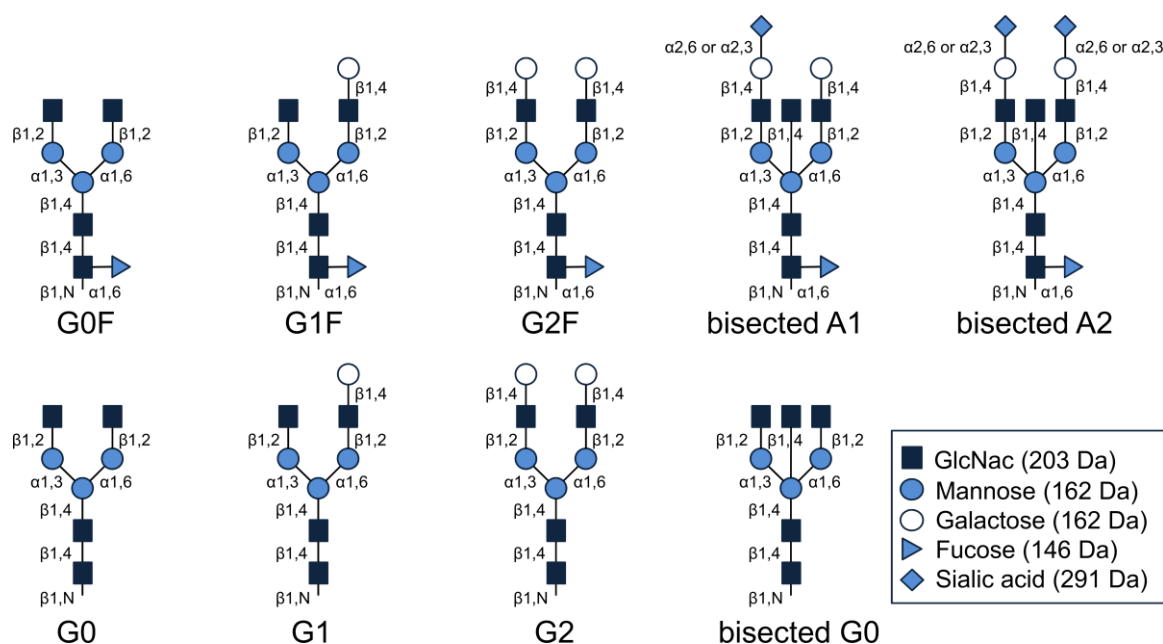 α2,6 or α2,3
α2,6 or α2,3 α2,6 or α2,3
β1,4 β1,4 β1,4 β1,4 β1,4 β1,4 β1,4
β1,2 β1,2 β1,2 β1,2 β1,2 β1,2 β1,2 β1,4 β1,2 β1,2 β1,4 β1,2
α1,3 α1,6 α1,3 α1,6 α1,3 α1,6 α1,3 α1,6 α1,3 α1,6
β1,4 β1,4 β1,4 β1,4 β1,4
β1,4 β1,4 β1,4 β1,4 β1,4
β1,N α1,6 β1,N α1,6 β1,N α1,6 β1,N α1,6 β1,N α1,6
G0F G1F G2F bisected A1 bisected A2
β1,4 β1,4 β1,4
β1,2 β1,2 β1,2 β1,2 β1,2 β1,2 β1,2 β1,4 β1,2
α1,3 α1,6 α1,3 α1,6 α1,3 α1,6 α1,3 α1,6
β1,4 β1,4 β1,4 β1,4
β1,4 β1,4 β1,4 β1,4
β1,N β1,N β1,N β1,N
G0 G1 G2 bisected G0
GlcNac (203 Da)
Mannose (162 Da)
Galactose (162 Da)
Fucose (146 Da)
Sialic acid (291 Da)